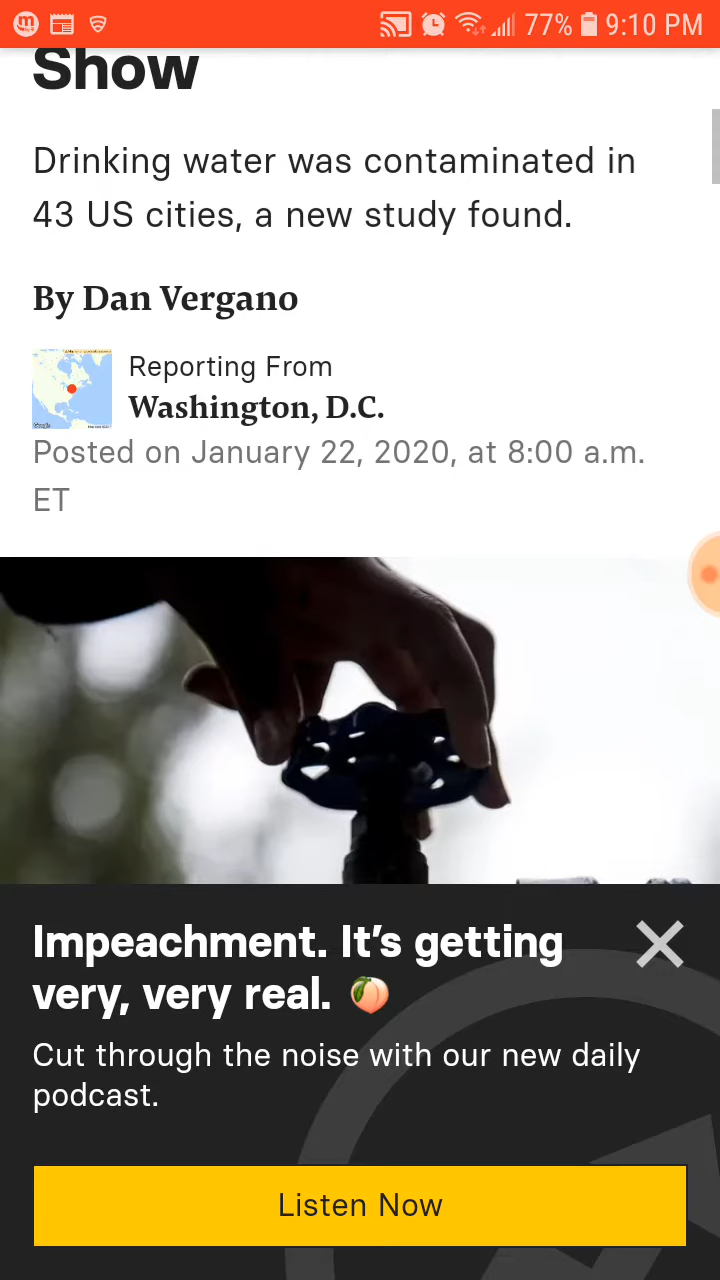 77% 9:10 PM
Show
Drinking water was contaminated in
43 US cities, a new study found.
By Dan Vergano
Reporting From
Washington, D.C.
Posted on January 22, 2020, at 8:00 a.m.
ET
Impeachment. It’s getting
very, very real. 🍑
Cut through the noise with our new daily
podcast.
Listen Now